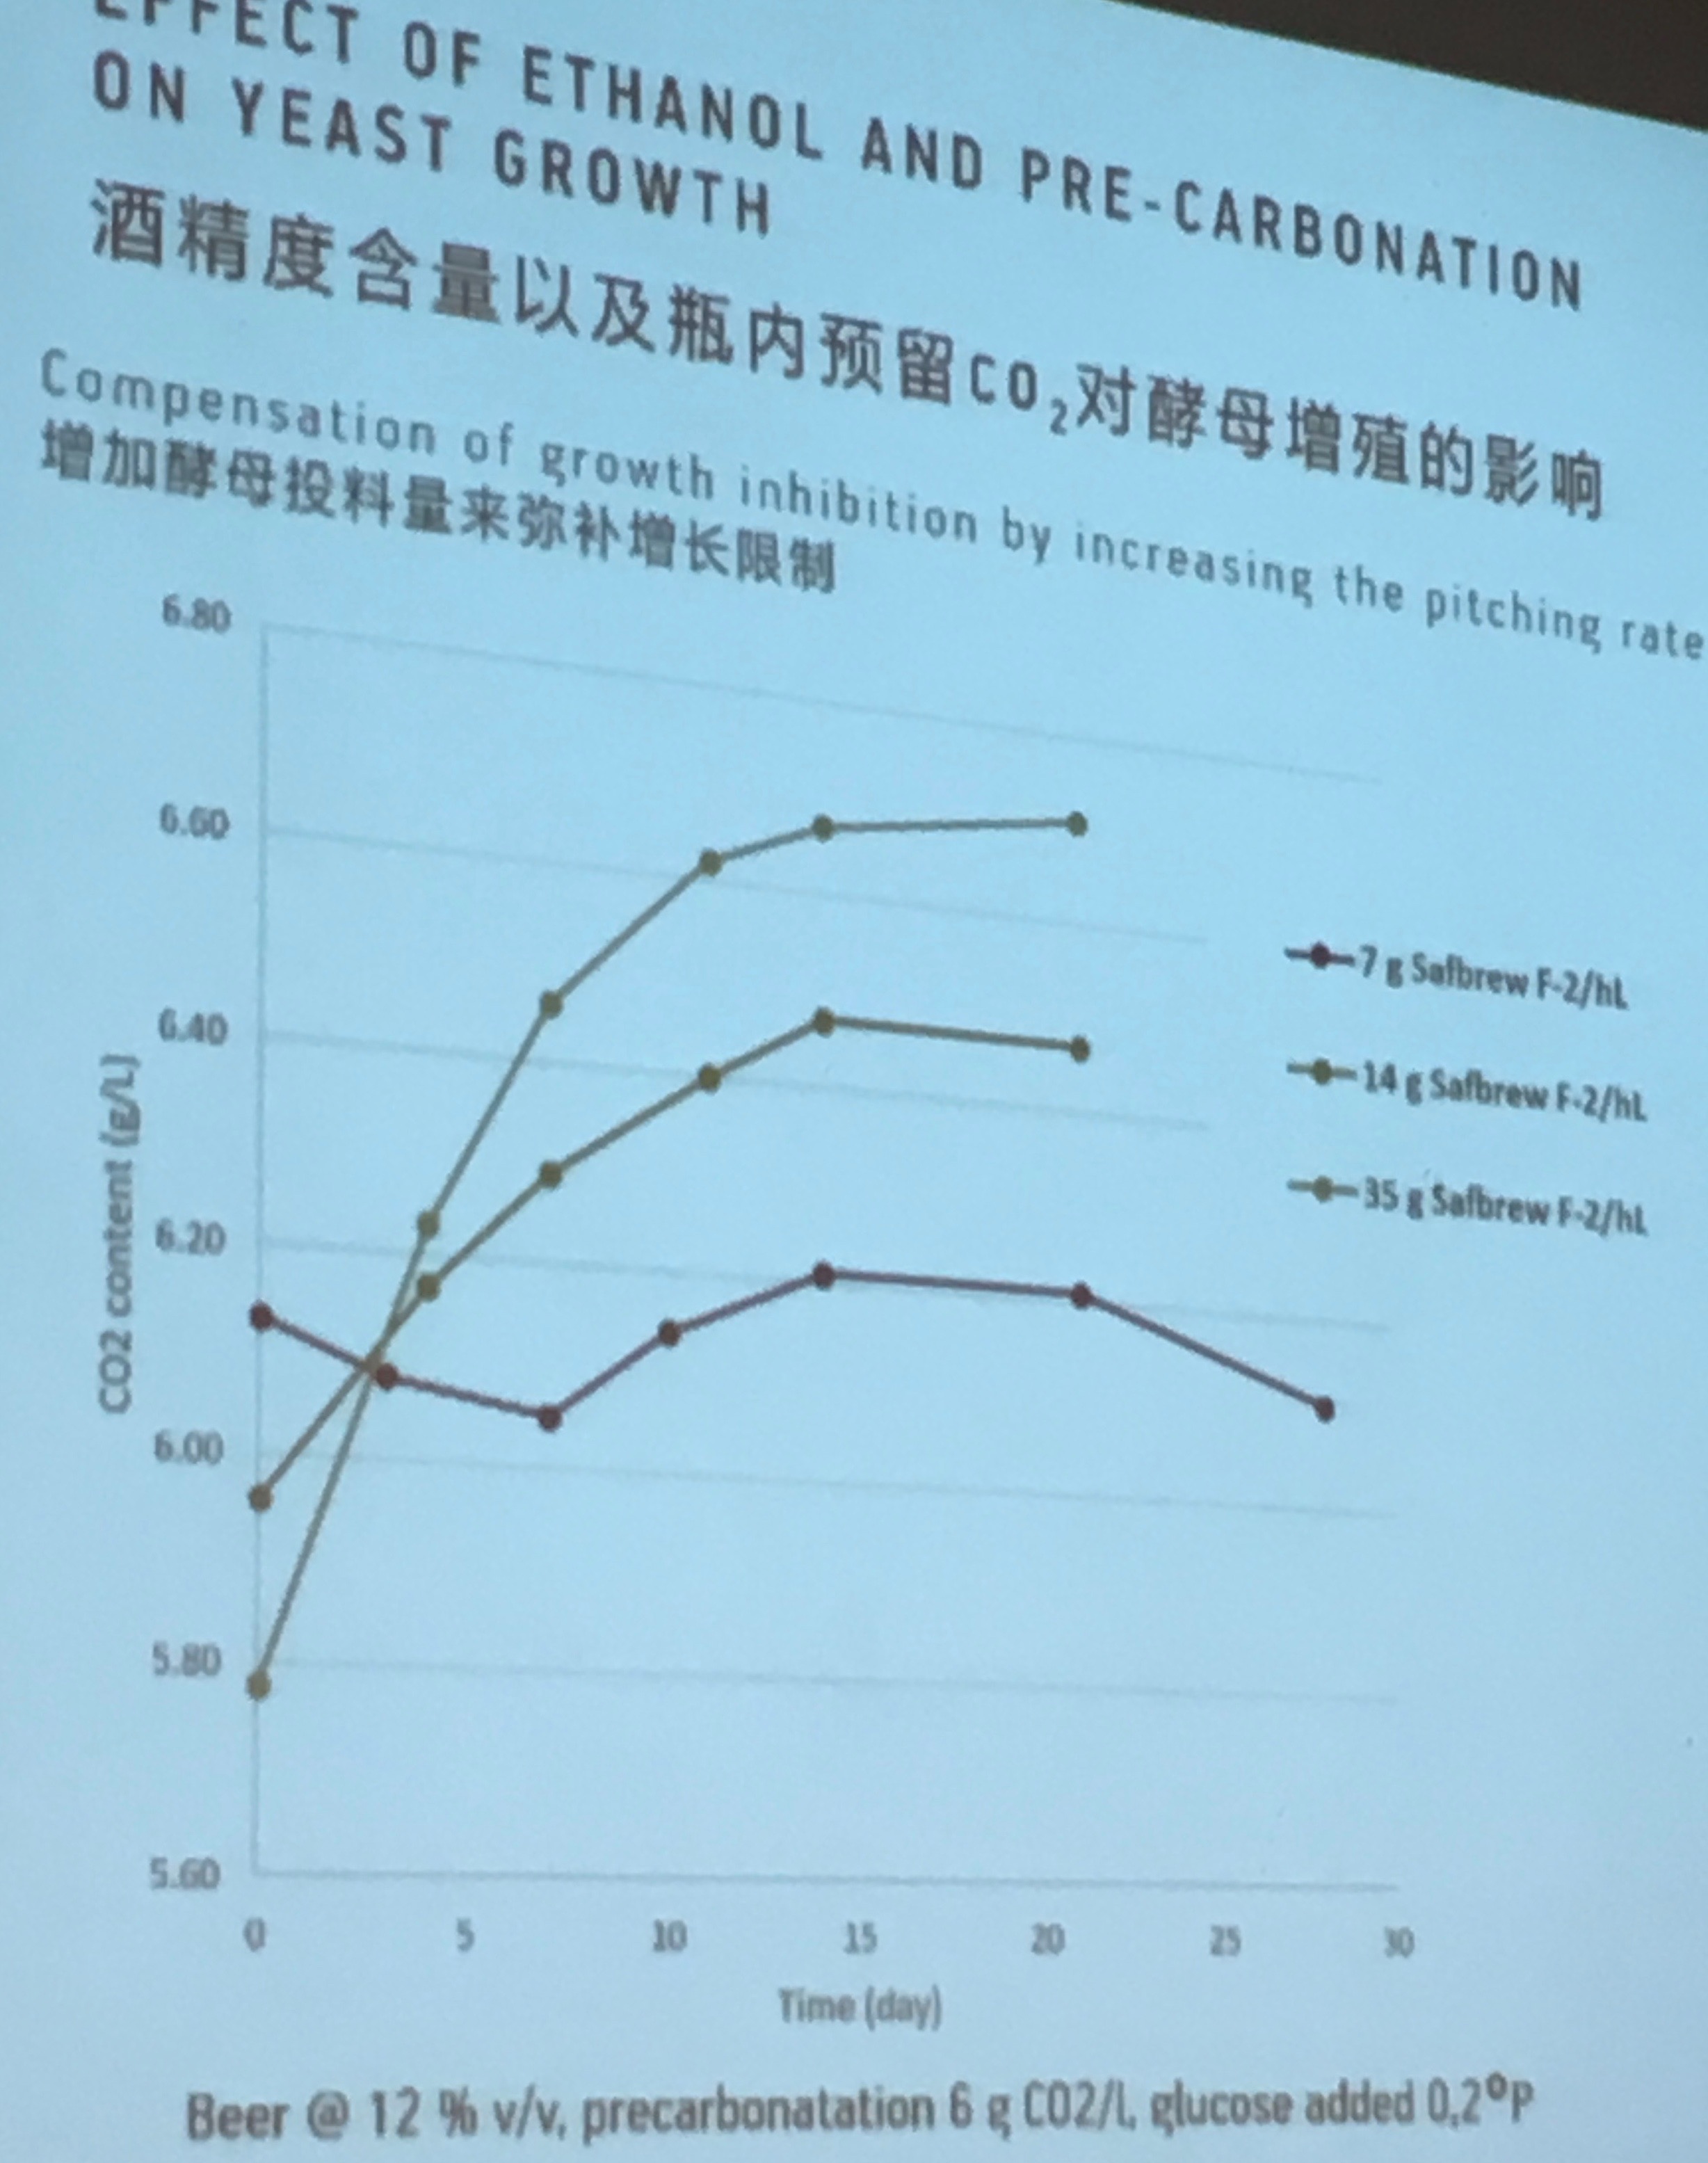 EFFECT OF ETHANOL AND PRE-CARBONATION
ON YEAST GROWTH
酒精度含量以及瓶内预留CO₂对酵母增殖的影响
Compensation of growth inhibition by increasing the pitching rate
增加酵母投料量来弥补增长限制
6.80
6.60
6.40
6.20
6.00
5.80
5.60
CO2 content (g/L)
7 g Safbrew F-2/hL
14 g Safbrew F-2/hL
35 g Safbrew F-2/hL
0 5 10 15 20 25 30
Time (day)
Beer @ 12 % v/v, precarbonatation 6 g CO2/l, glucose added 0,2°P